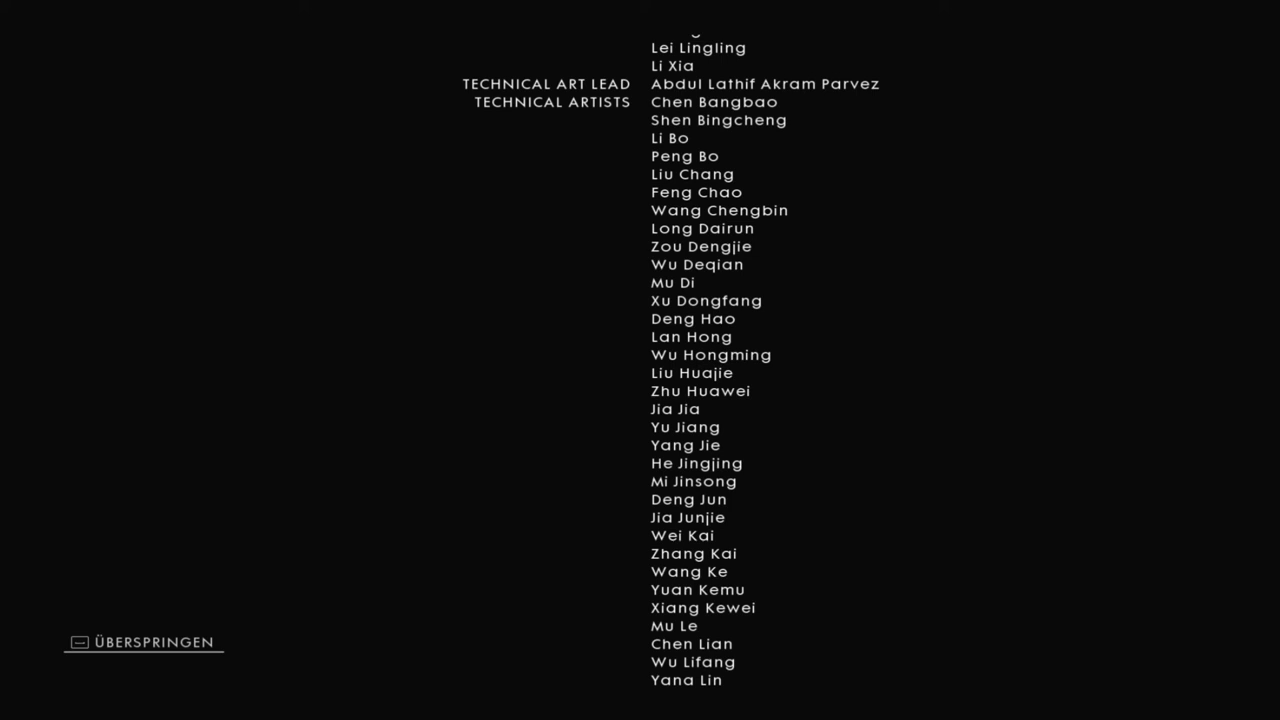 Lei Lingling
Li Xia
TECHNICAL ART LEAD Abdul Lathif Akram Parvez
TECHNICAL ARTISTS Chen Bangbao
Shen Bingcheng
Li Bo
Peng Bo
Liu Chang
Feng Chao
Wang Chengbin
Long Dairun
Zou Dengjie
Wu Deqian
Mu Di
Xu Dongfang
Deng Hao
Lan Hong
Wu Hongming
Liu Huajie
Zhu Huawei
Jia Jia
Yu Jiang
Yang Jie
He Jingjing
Mi Jinsong
Deng Jun
Jia Junjie
Wei Kai
Zhang Kai
Wang Ke
Yuan Kemu
Xiang Kewei
Mu Le
Chen Lian
Wu Lifang
Yana Lin
ÜBERSPRINGEN